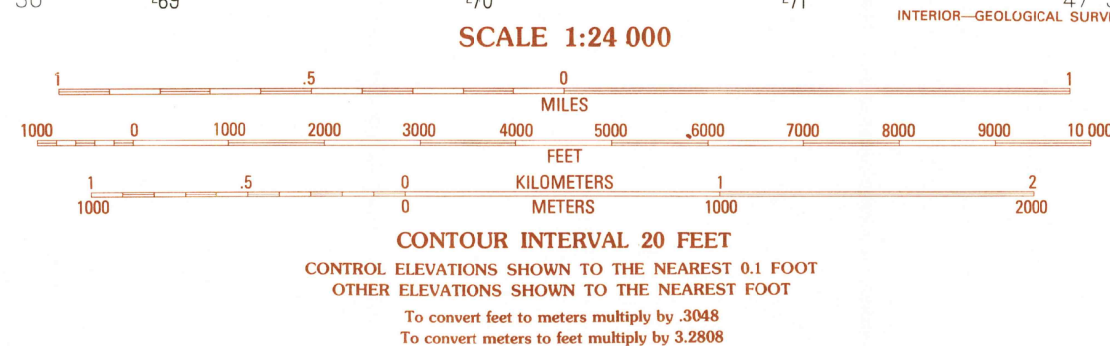 69 70 71
INTERIOR—GEOLOGICAL
SCALE 1:24 000
1 .5 0 1
MILES
1000 0 1000 2000 3000 4000 5000 6000 7000 8000 9000 10 000
FEET
1 .5 0 KILOMETERS 1 2
1000 0 METERS 1000 2000
CONTOUR INTERVAL 20 FEET
CONTROL ELEVATIONS SHOWN TO THE NEAREST 0.1 FOOT
OTHER ELEVATIONS SHOWN TO THE NEAREST FOOT
To convert feet to meters multiply by .3048
To convert meters to feet multiply by 3.2808